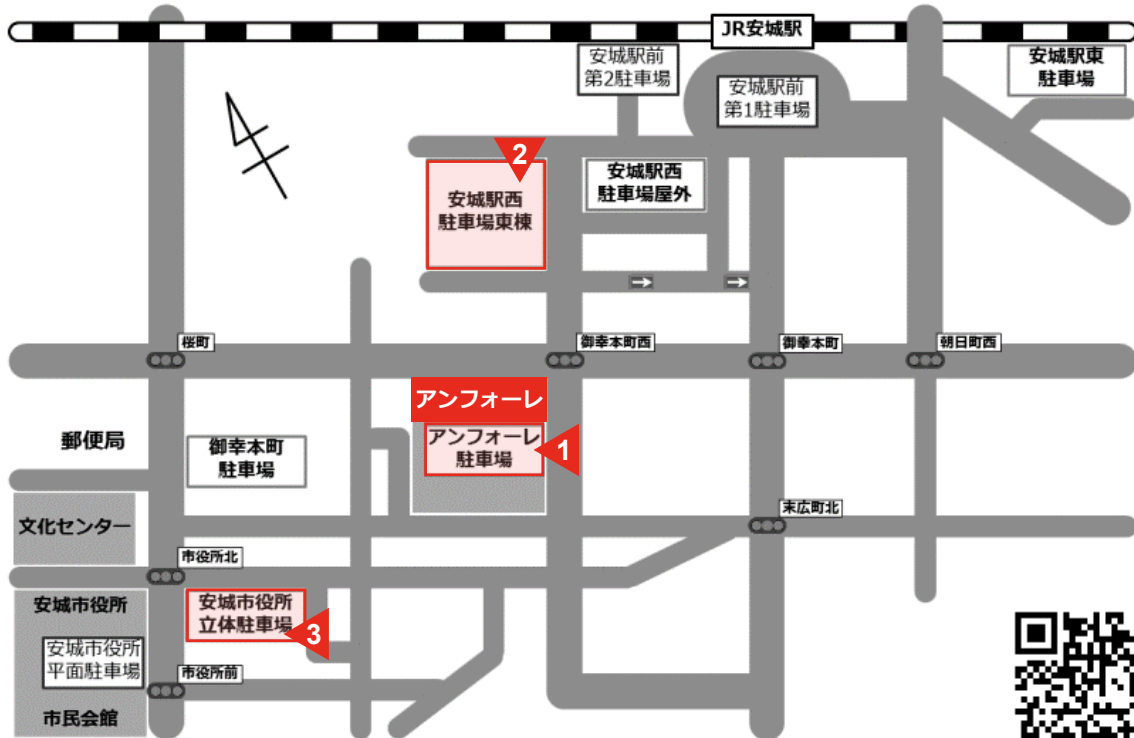 JR安城駅
安城駅前
第2駐車場
安城駅前
第1駐車場
安城駅東
駐車場
2
安城駅西
駐車場東棟
安城駅西
駐車場屋外
桜町
御幸本町西
御幸本町
朝日町西
アンフォーレ
アンフォーレ
駐車場
1
郵便局
御幸本町
駐車場
文化センター
末広町北
市役所北
安城市役所
安城市役所
立体駐車場
3
安城市役所
平面駐車場
市役所前
市民会館